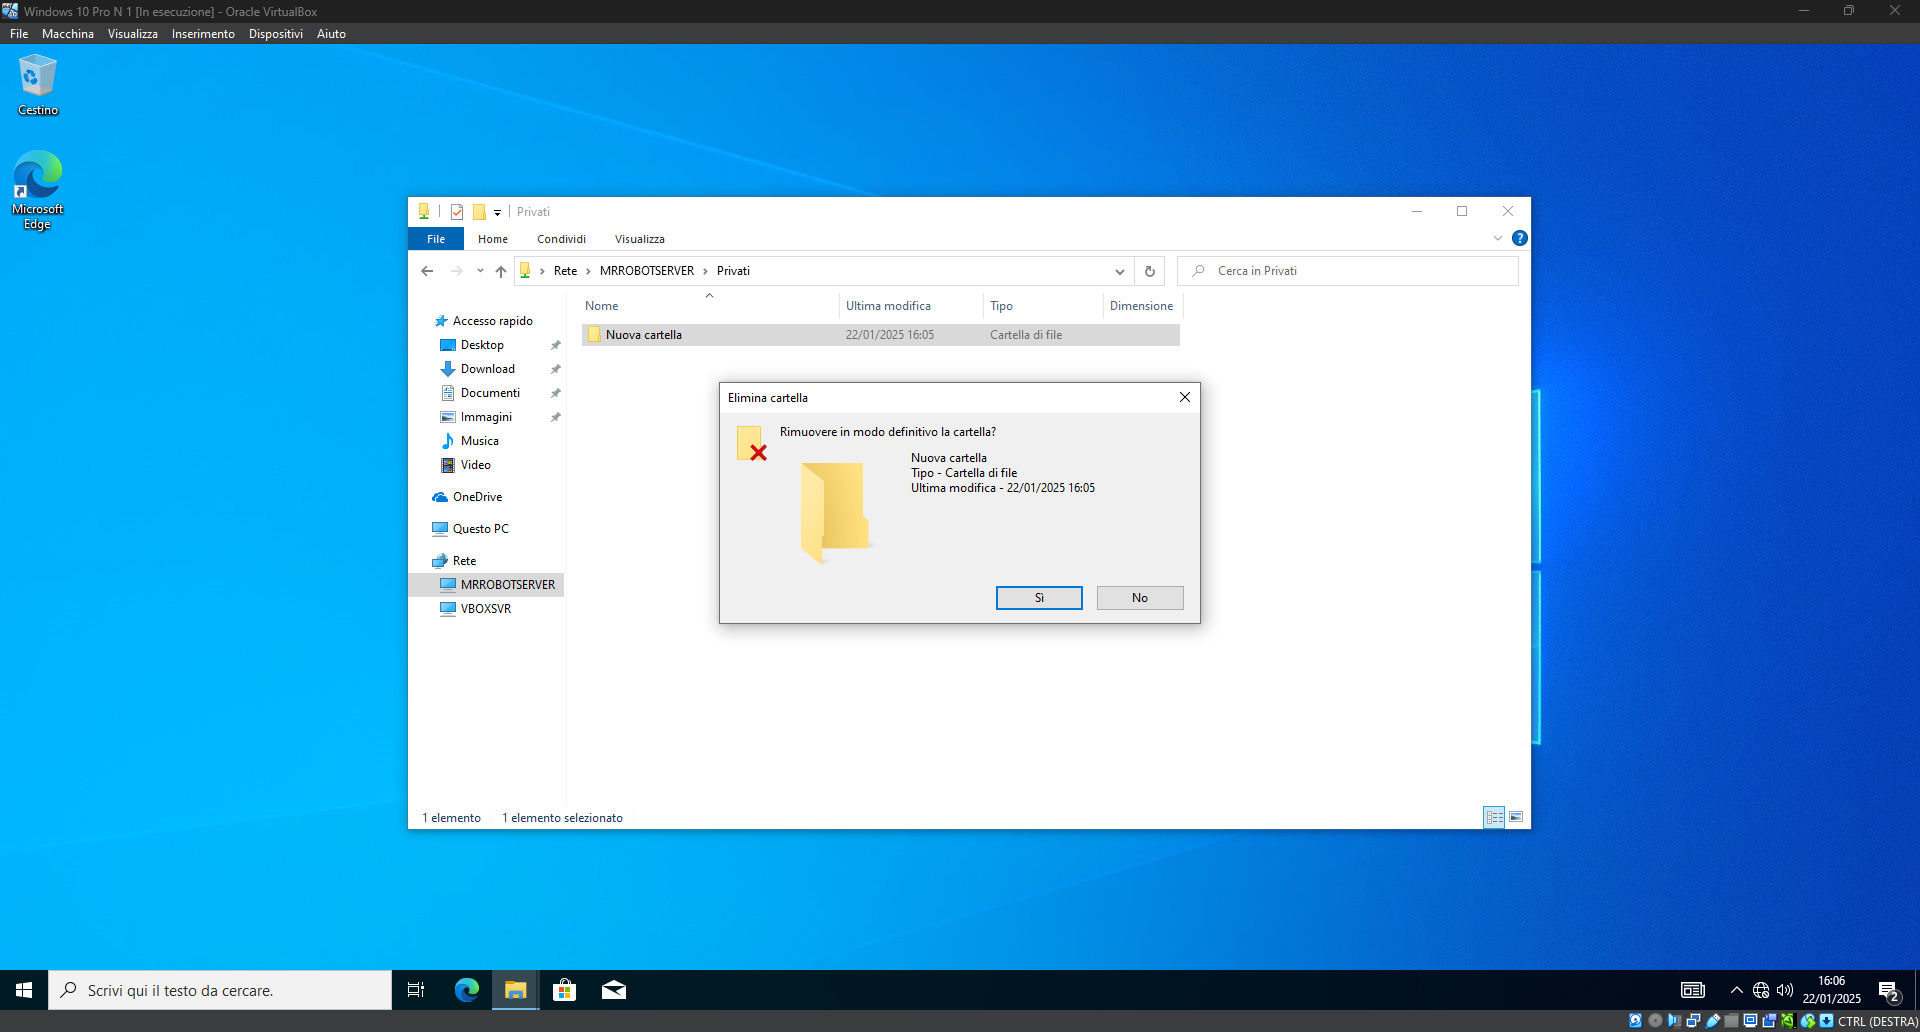 Windows 10 Pro N 1 [In esecuzione] - Oracle VirtualBox
File Macchina Visualizza Inserimento Dispositivi Aiuto
Cestino
Microsoft
Edge
Privati
File Home Condividi Visualizza
Rete > MRROBOTSERVER > Privati
Cerca in Privati
Nome Ultima modifica Tipo Dimensione
Nuova cartella 22/01/2025 16:05 Cartella di file
Accesso rapido
Desktop
Download
Documenti
Immagini
Musica
Video
OneDrive
Questo PC
Rete
MRROBOTSERVER
VBOXSVR
Elimina cartella
Rimuovere in modo definitivo la cartella?
Nuova cartella
Tipo - Cartella di file
Ultima modifica - 22/01/2025 16:05
Sì No
1 elemento 1 elemento selezionato
Scrivi qui il testo da cercare.
16:06
22/01/2025
2
CTRL (DESTRA)